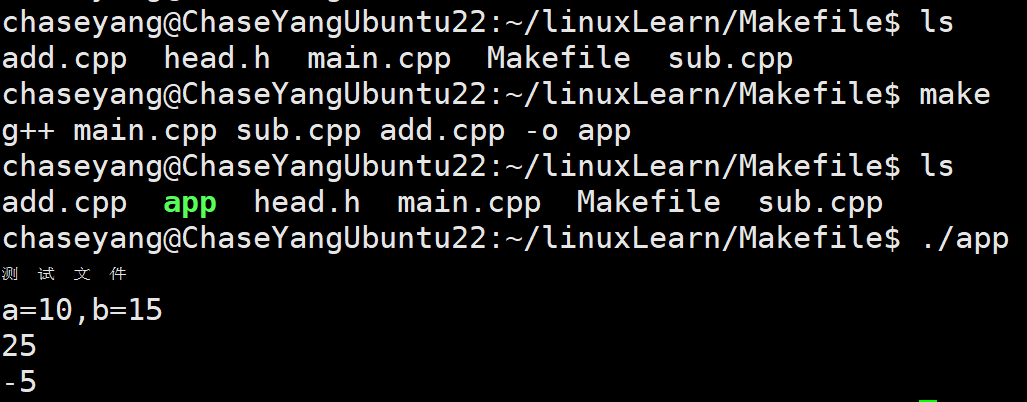 chaseyang@ChaseYangUbuntu22:~/linuxLearn/Makefile$ ls
add.cpp  head.h  main.cpp  Makefile  sub.cpp
chaseyang@ChaseYangUbuntu22:~/linuxLearn/Makefile$ make
g++ main.cpp sub.cpp add.cpp -o app
chaseyang@ChaseYangUbuntu22:~/linuxLearn/Makefile$ ls
add.cpp  app  head.h  main.cpp  Makefile  sub.cpp
chaseyang@ChaseYangUbuntu22:~/linuxLearn/Makefile$ ./app
测试文件
a=10,b=15
25
-5